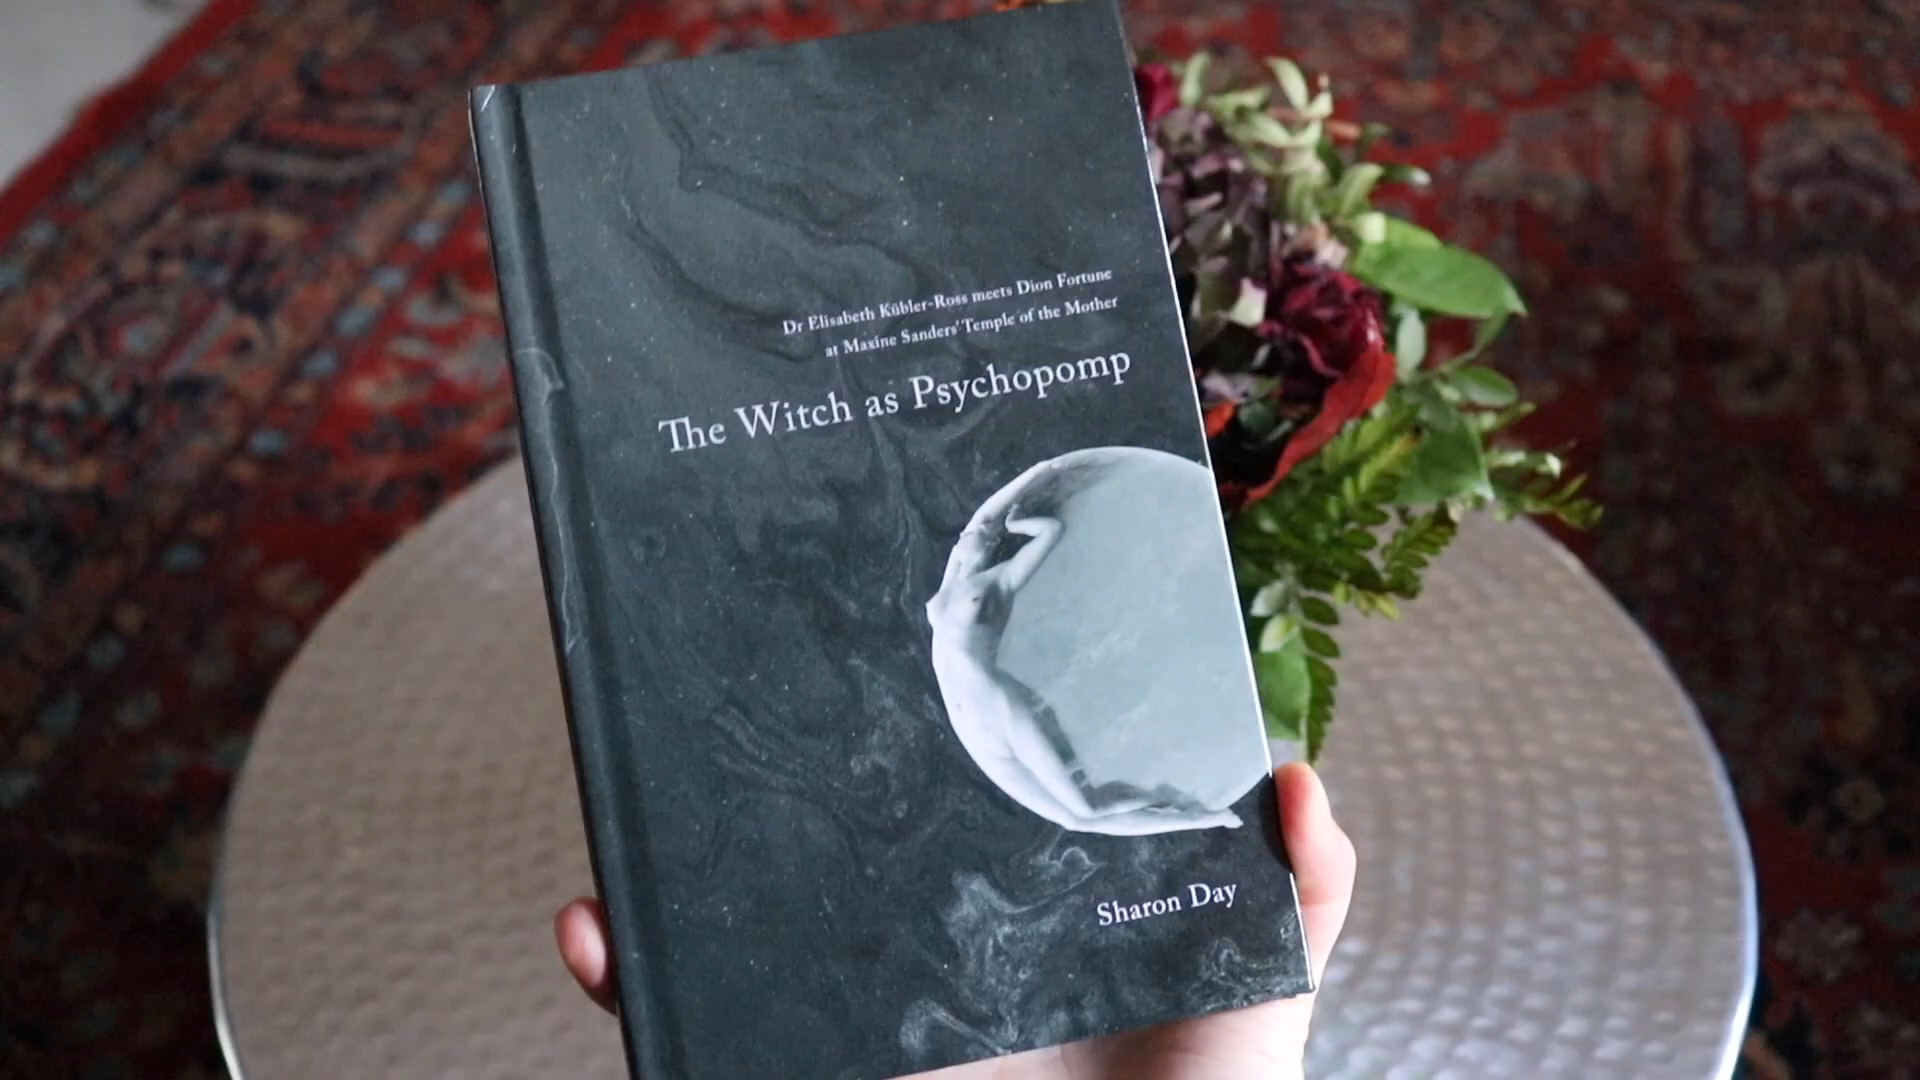 Dr Elisabeth Kübler-Ross meets Dion Fortune
at Maxine Sanders' Temple of the Mother
The Witch as Psychopomp
Sharon Day